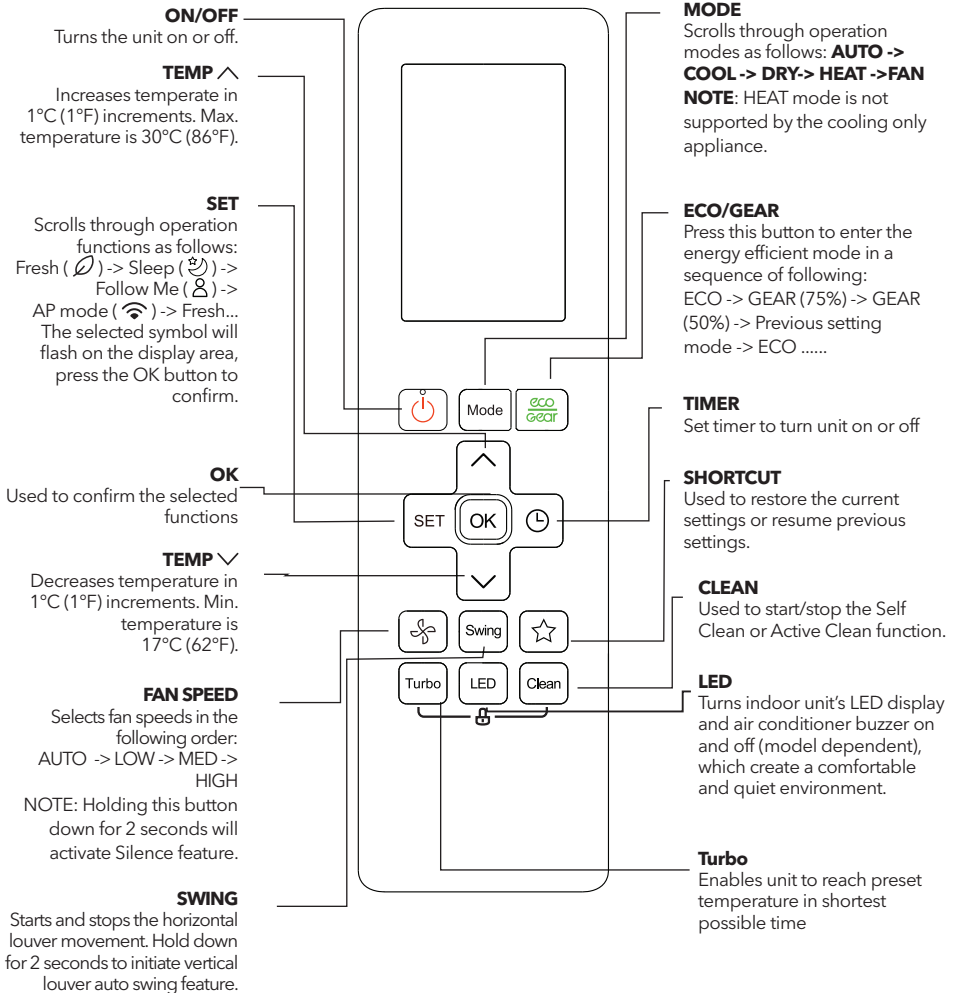 ON/OFF
Turns the unit on or off.
TEMP
Increases temperate in
1°C (1°F) increments. Max.
temperature is 30°C (86°F).
SET
Scrolls through operation
functions as follows:
Fresh ( ) -> Sleep ( ) ->
Follow Me ( ) ->
AP mode ( ) -> Fresh...
The selected symbol will
flash on the display area,
press the OK button to
confirm.
OK
Used to confirm the selected
functions
TEMP
Decreases temperature in
1°C (1°F) increments. Min.
temperature is
17°C (62°F).
FAN SPEED
Selects fan speeds in the
following order:
AUTO -> LOW -> MED ->
HIGH
NOTE: Holding this button
down for 2 seconds will
activate Silence feature.
SWING
Starts and stops the horizontal
louver movement. Hold down
for 2 seconds to initiate vertical
louver auto swing feature.
Mode
eco
Gear
SET
OK
Swing
Turbo
LED
Clean
MODE
Scrolls through operation
modes as follows: AUTO ->
COOL -> DRY-> HEAT ->FAN
NOTE: HEAT mode is not
supported by the cooling only
appliance.
ECO/GEAR
Press this button to enter the
energy efficient mode in a
sequence of following:
ECO -> GEAR (75%) -> GEAR
(50%) -> Previous setting
mode -> ECO ......
TIMER
Set timer to turn unit on or off
SHORTCUT
Used to restore the current
settings or resume previous
settings.
CLEAN
Used to start/stop the Self
Clean or Active Clean function.
LED
Turns indoor unit's LED display
and air conditioner buzzer on
and off (model dependent),
which create a comfortable
and quiet environment.
Turbo
Enables unit to reach preset
temperature in shortest
possible time